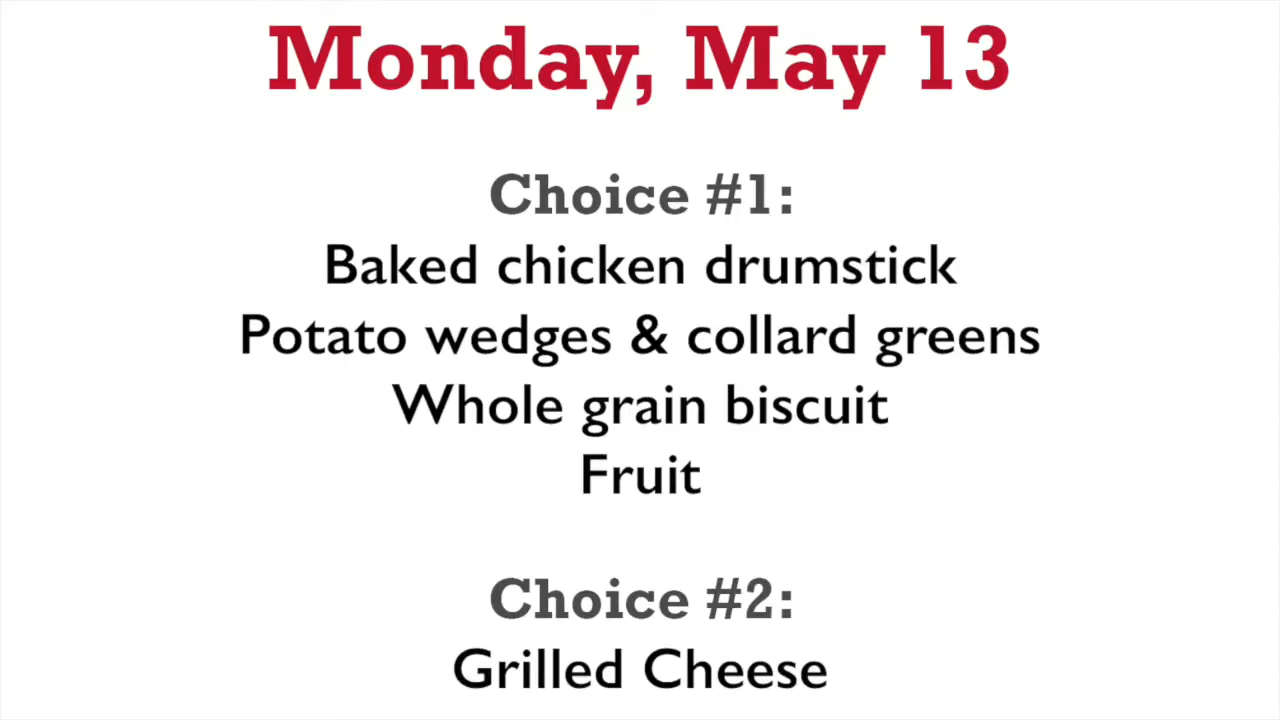 Monday, May 13
Choice #1:
Baked chicken drumstick
Potato wedges & collard greens
Whole grain biscuit
Fruit
Choice #2:
Grilled Cheese